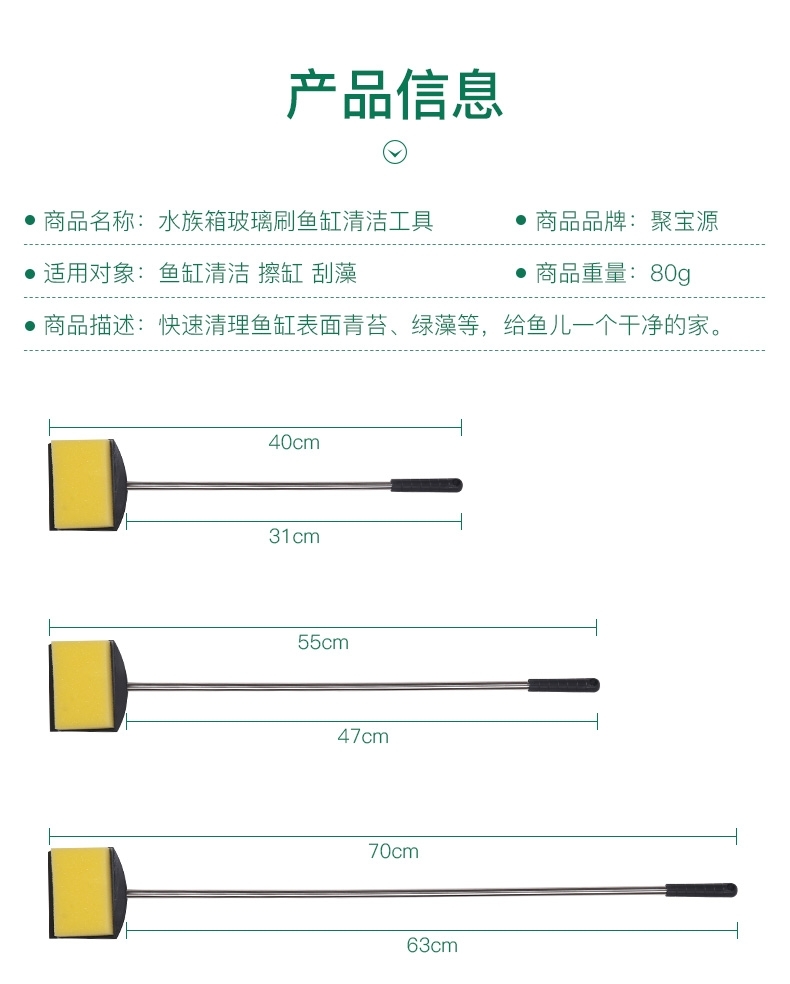 产品信息
商品名称：水族箱玻璃刷鱼缸清洁工具 商品品牌：聚宝源
适用对象：鱼缸清洁 擦缸 刮藻 商品重量：80g
商品描述：快速清理鱼缸表面青苔、绿藻等，给鱼儿一个干净的家。
40cm
31cm
55cm
47cm
70cm
63cm